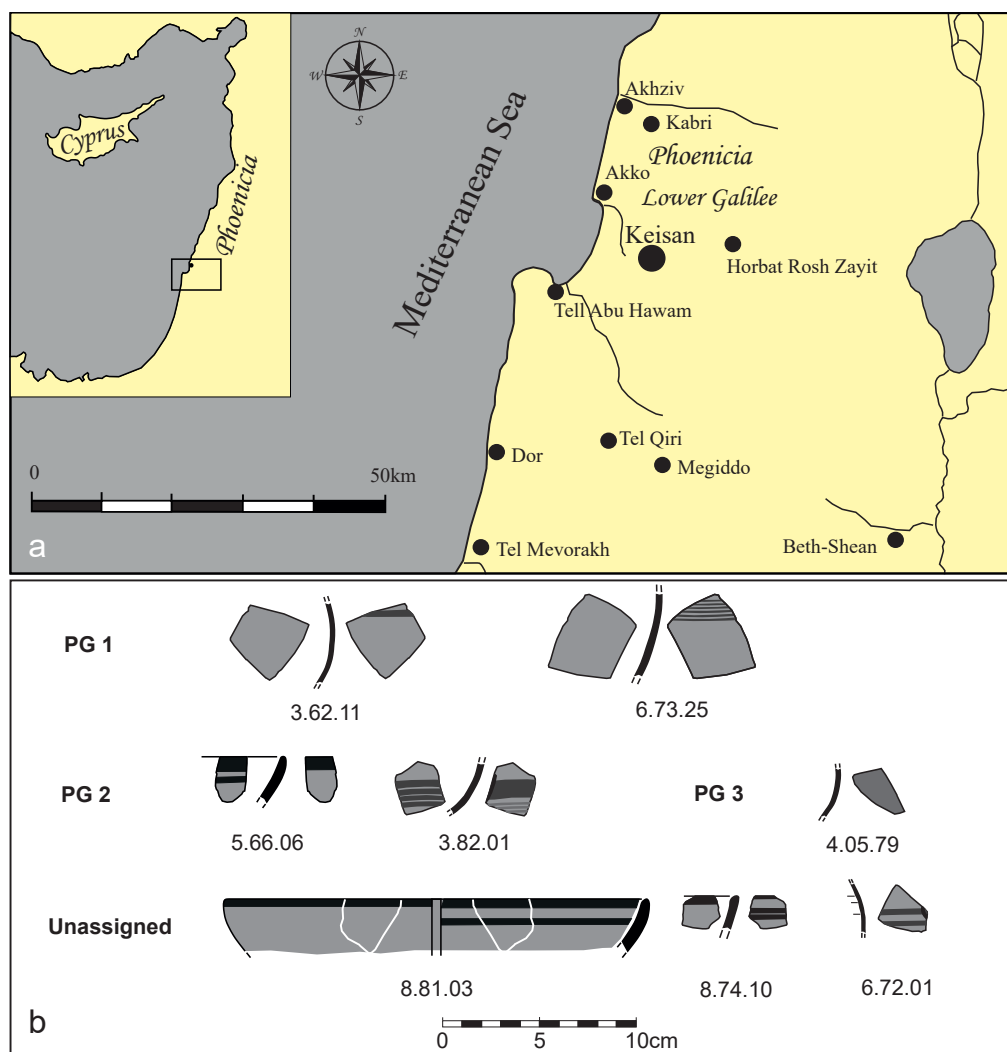 N
W
E
S
Cyprus
Phoenicia
Mediterranean Sea
Akhziv
Kabri
Phoenicia
Akko
Lower Galilee
Keisan
Horbat Rosh Zayit
Tell Abu Hawam
Tel Qiri
Dor
Megiddo
0 50km
Tel Mevorakh
Beth-Shean
a
PG 1
3.62.11
6.73.25
PG 2
PG 3
5.66.06
3.82.01
4.05.79
Unassigned
8.81.03
8.74.10
6.72.01
b
0 5 10cm